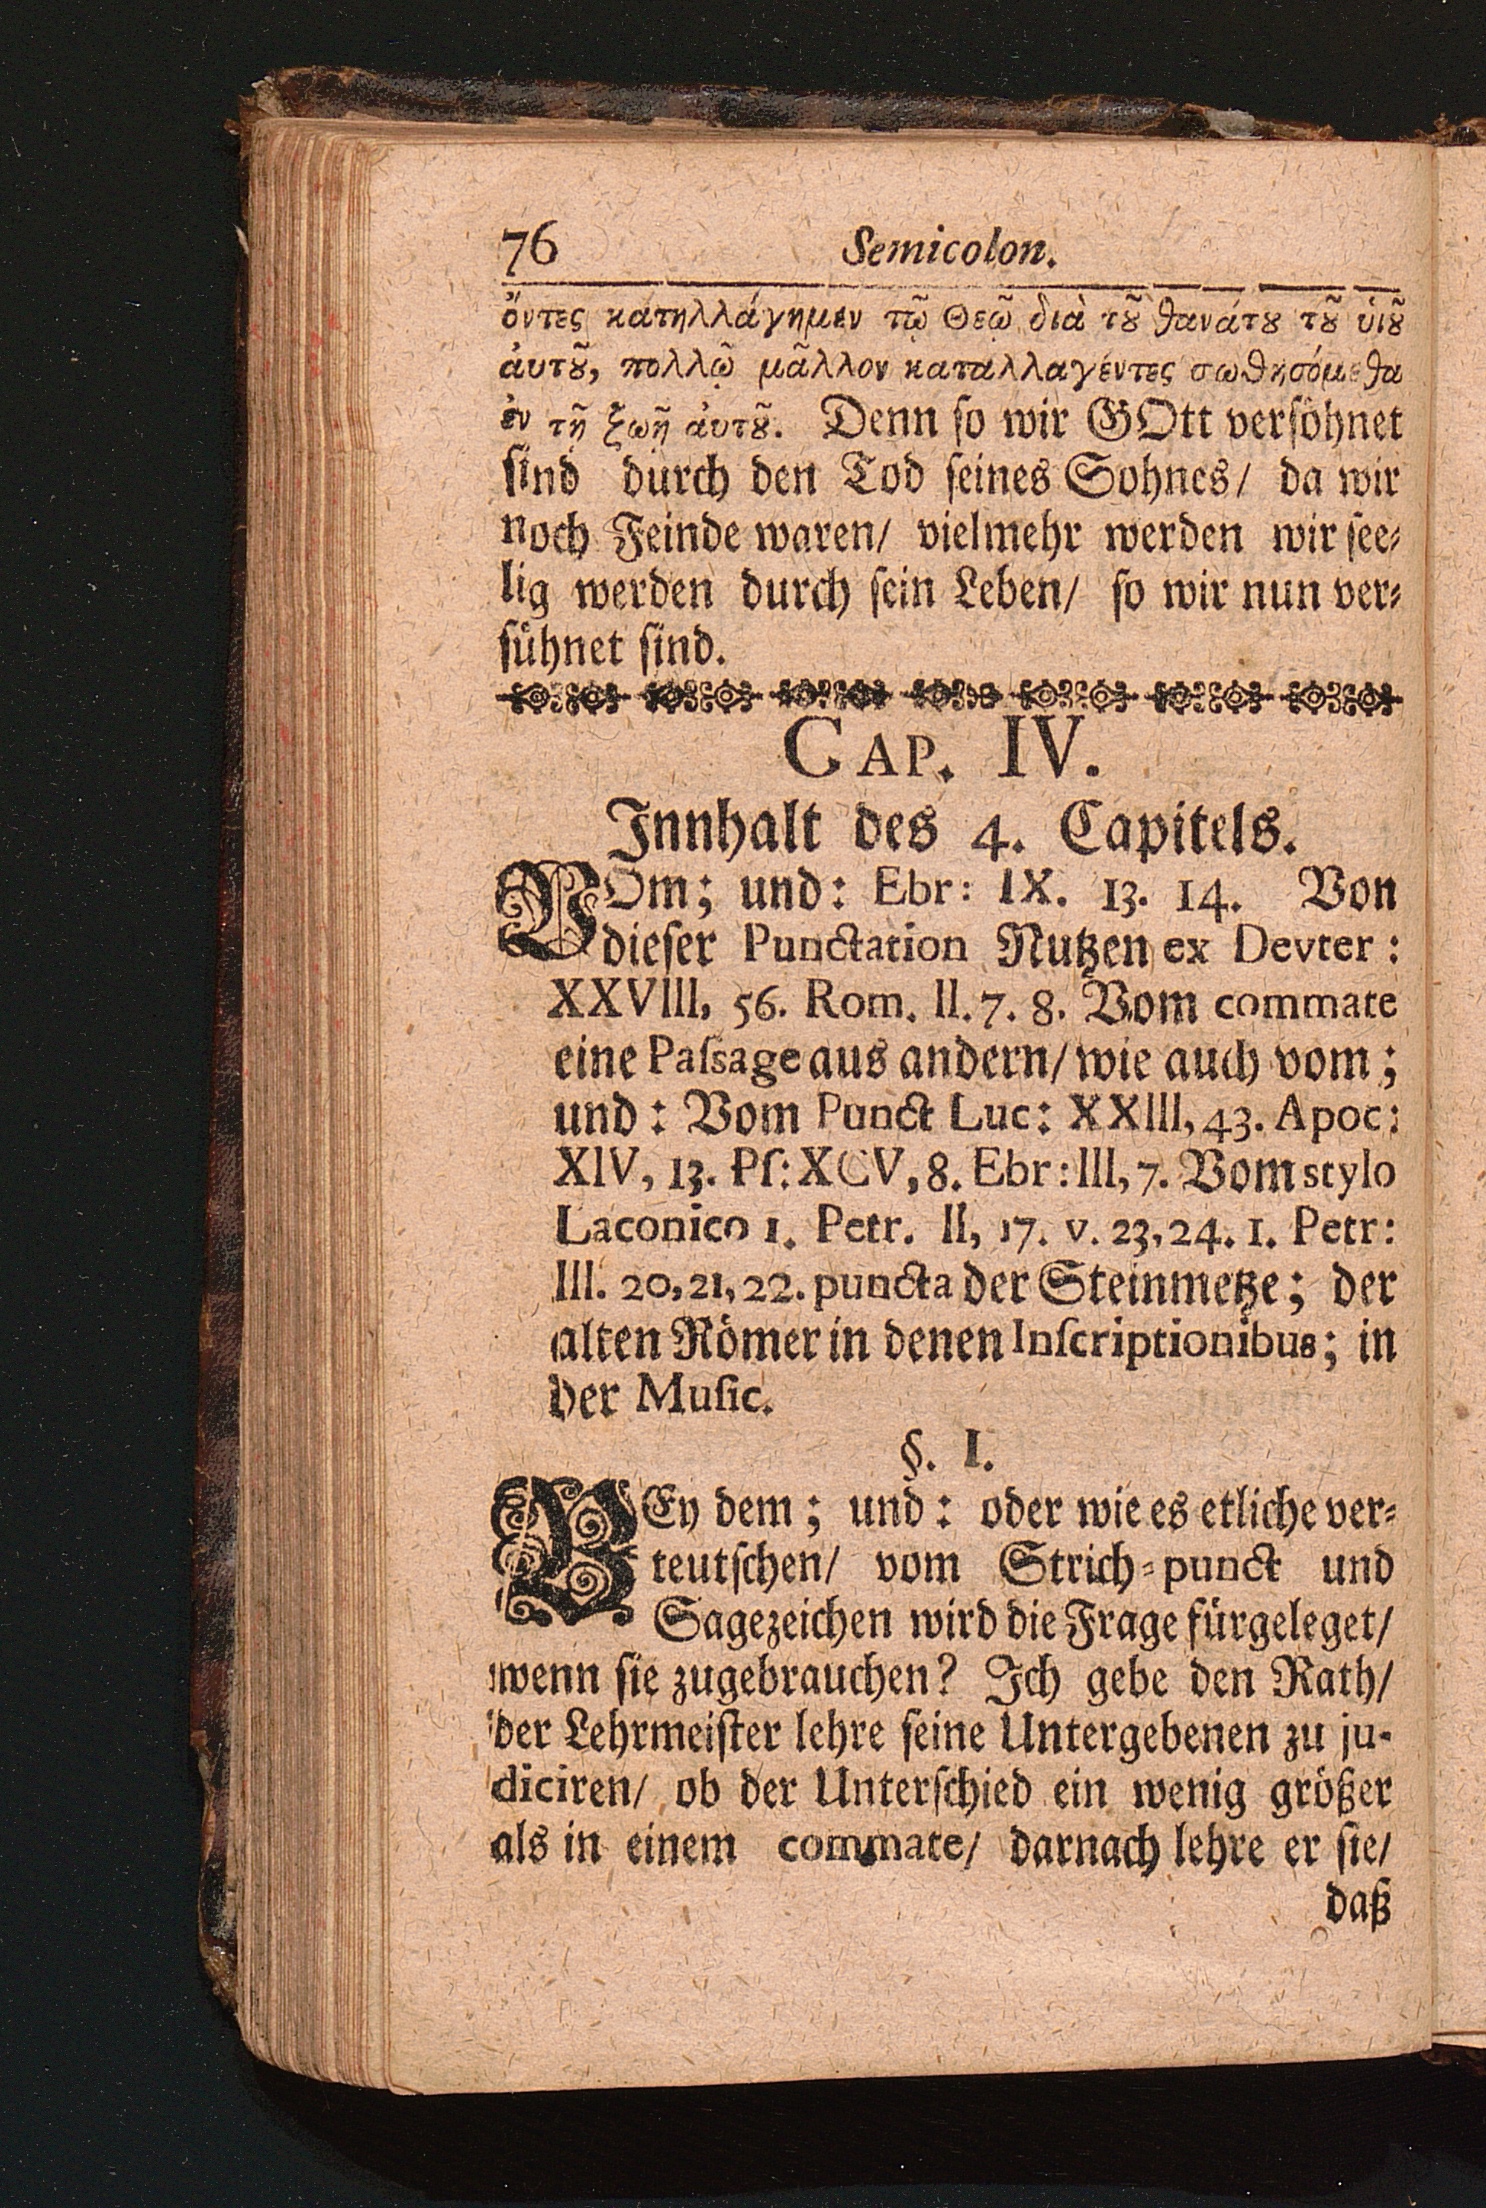 76 Semicolon.
ὄντες κατηλλάγημεν τῷ Θεῷ διὰ τȣ͂ θανάτȣ τȣ͂ ὑιȣ͂
ἀυτȣ͂, πολλῷ μᾶλλον καταλλαγέντες σωθησόμεθα
ἐν τῇ ζωῇ ἀυτȣ͂. Denn ſo wir GOtt verſöhnet
ſind durch den Tod ſeines Sohnes/ da wir
noch Feinde waren/ vielmehr werden wir ſee⸗
lig werden durch ſein Leben/ ſo wir nun ver⸗
ſühnet ſind.
CAP. IV.
Innhalt des 4. Capitels.
VOm; und: Ebr: IX. 13. 14. Von
dieſer Punctation Nutzen ex Devter:
XXVIII, 56. Rom. II. 7. 8. Vom commate
eine Paſsage aus andern/ wie auch vom;
und: Vom Punct Luc: XXIII, 43. Apoc:
XIV, 13. Pſ: XCV, 8. Ebr: III, 7. Vom stylo
Laconico 1. Petr. II, 17. v. 23, 24. 1. Petr:
III. 20, 21, 22. puncta der Steinmetze; der
alten Römer in denen Inſcriptionibus; in
der Muſic.
§. I.
BEy dem; und: oder wie es etliche ver⸗
teutſchen/ vom Strich⸗punct und
Sagezeichen wird die Frage fürgeleget/
wenn ſie zugebrauchen? Ich gebe den Rath/
der Lehrmeiſter lehre ſeine Untergebenen zu ju-
diciren/ ob der Unterſchied ein wenig größer
als in einem commate/ darnach lehre er ſie/
daß